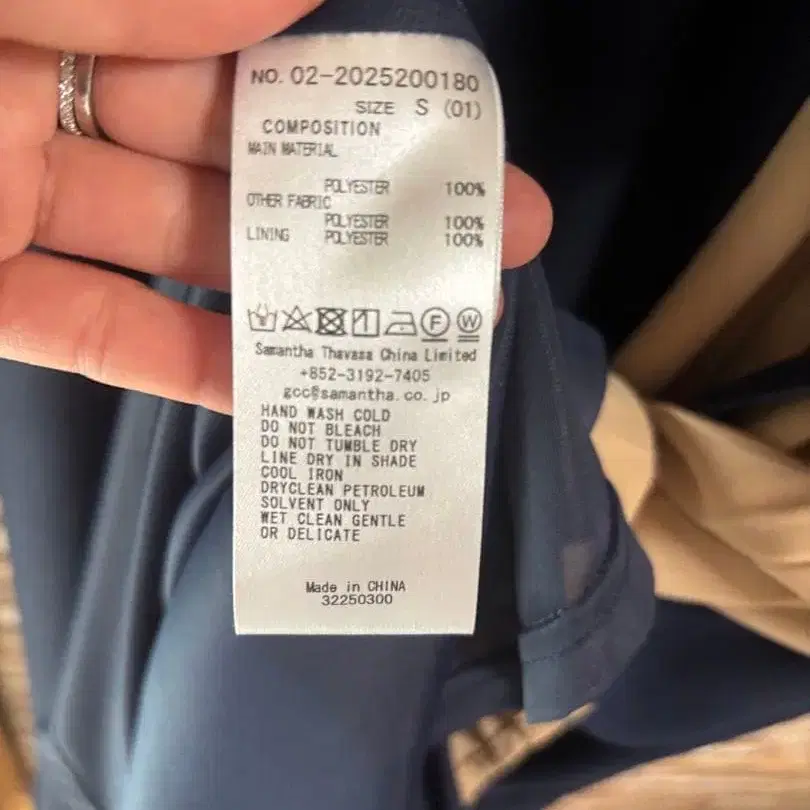 NO. 02-2025200180
SIZE S (01)
COMPOSITION
MAIN MATERIAL
POLYESTER 100%
OTHER FABRIC
POLYESTER 100%
LINING POLYESTER 100%
F W
Samantha Thavasa China Limited
+852-3192-7405
gcc@samantha.co.jp
HAND WASH COLD
DO NOT BLEACH
DO NOT TUMBLE DRY
LINE DRY IN SHADE
COOL IRON
DRYCLEAN PETROLEUM
SOLVENT ONLY
WET CLEAN GENTLE
OR DELICATE
Made in CHINA
32250300